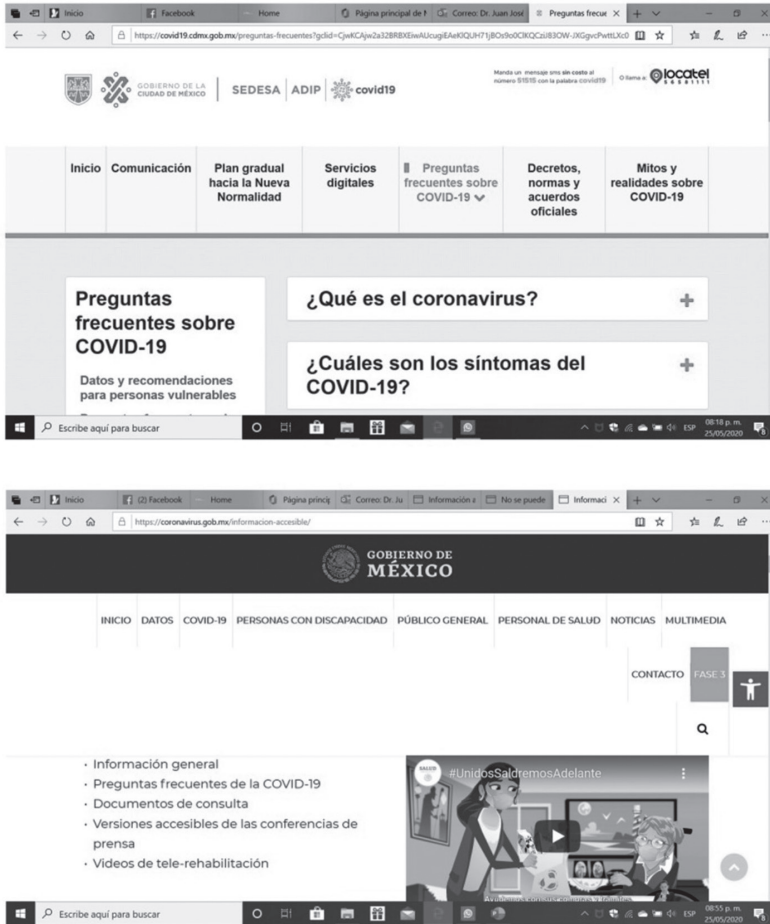 Inicio Facebook Home Página principal de Correo: Dr. Juan José Preguntas frecue
https://covid19.cdmx.gob.mx/preguntas-frecuentes
GOBIERNO DE LA
CIUDAD DE MÉXICO
SEDESA ADIP covid19
Manda un mensaje sms sin costo al
número 51515 con la palabra covid19
O llama a: locatel
56581111
Inicio
Comunicación
Plan gradual
hacia la Nueva
Normalidad
Servicios
digitales
Preguntas
frecuentes sobre
COVID-19
Decretos,
normas y
acuerdos
oficiales
Mitos y
realidades sobre
COVID-19
Preguntas
frecuentes sobre
COVID-19
Datos y recomendaciones
para personas vulnerables
¿Qué es el coronavirus?
¿Cuáles son los síntomas del
COVID-19?
Escribe aquí para buscar
ESP
08:18 p. m.
25/05/2020
Inicio (2) Facebook Home Página princip Correo: Dr. Ju Información a No se puede Informaci
https://coronavirus.gob.mx/informacion-accesible/
GOBIERNO DE
MÉXICO
INICIO DATOS COVID-19 PERSONAS CON DISCAPACIDAD PÚBLICO GENERAL PERSONAL DE SALUD NOTICIAS MULTIMEDIA
CONTACTO FASE 3
· Información general
· Preguntas frecuentes de la COVID-19
· Documentos de consulta
· Versiones accesibles de las conferencias de
prensa
· Videos de tele-rehabilitación
SALUD
#UnidosSaldremosAdelante
Escribe aquí para buscar
ESP
08:55 p. m.
25/05/2020